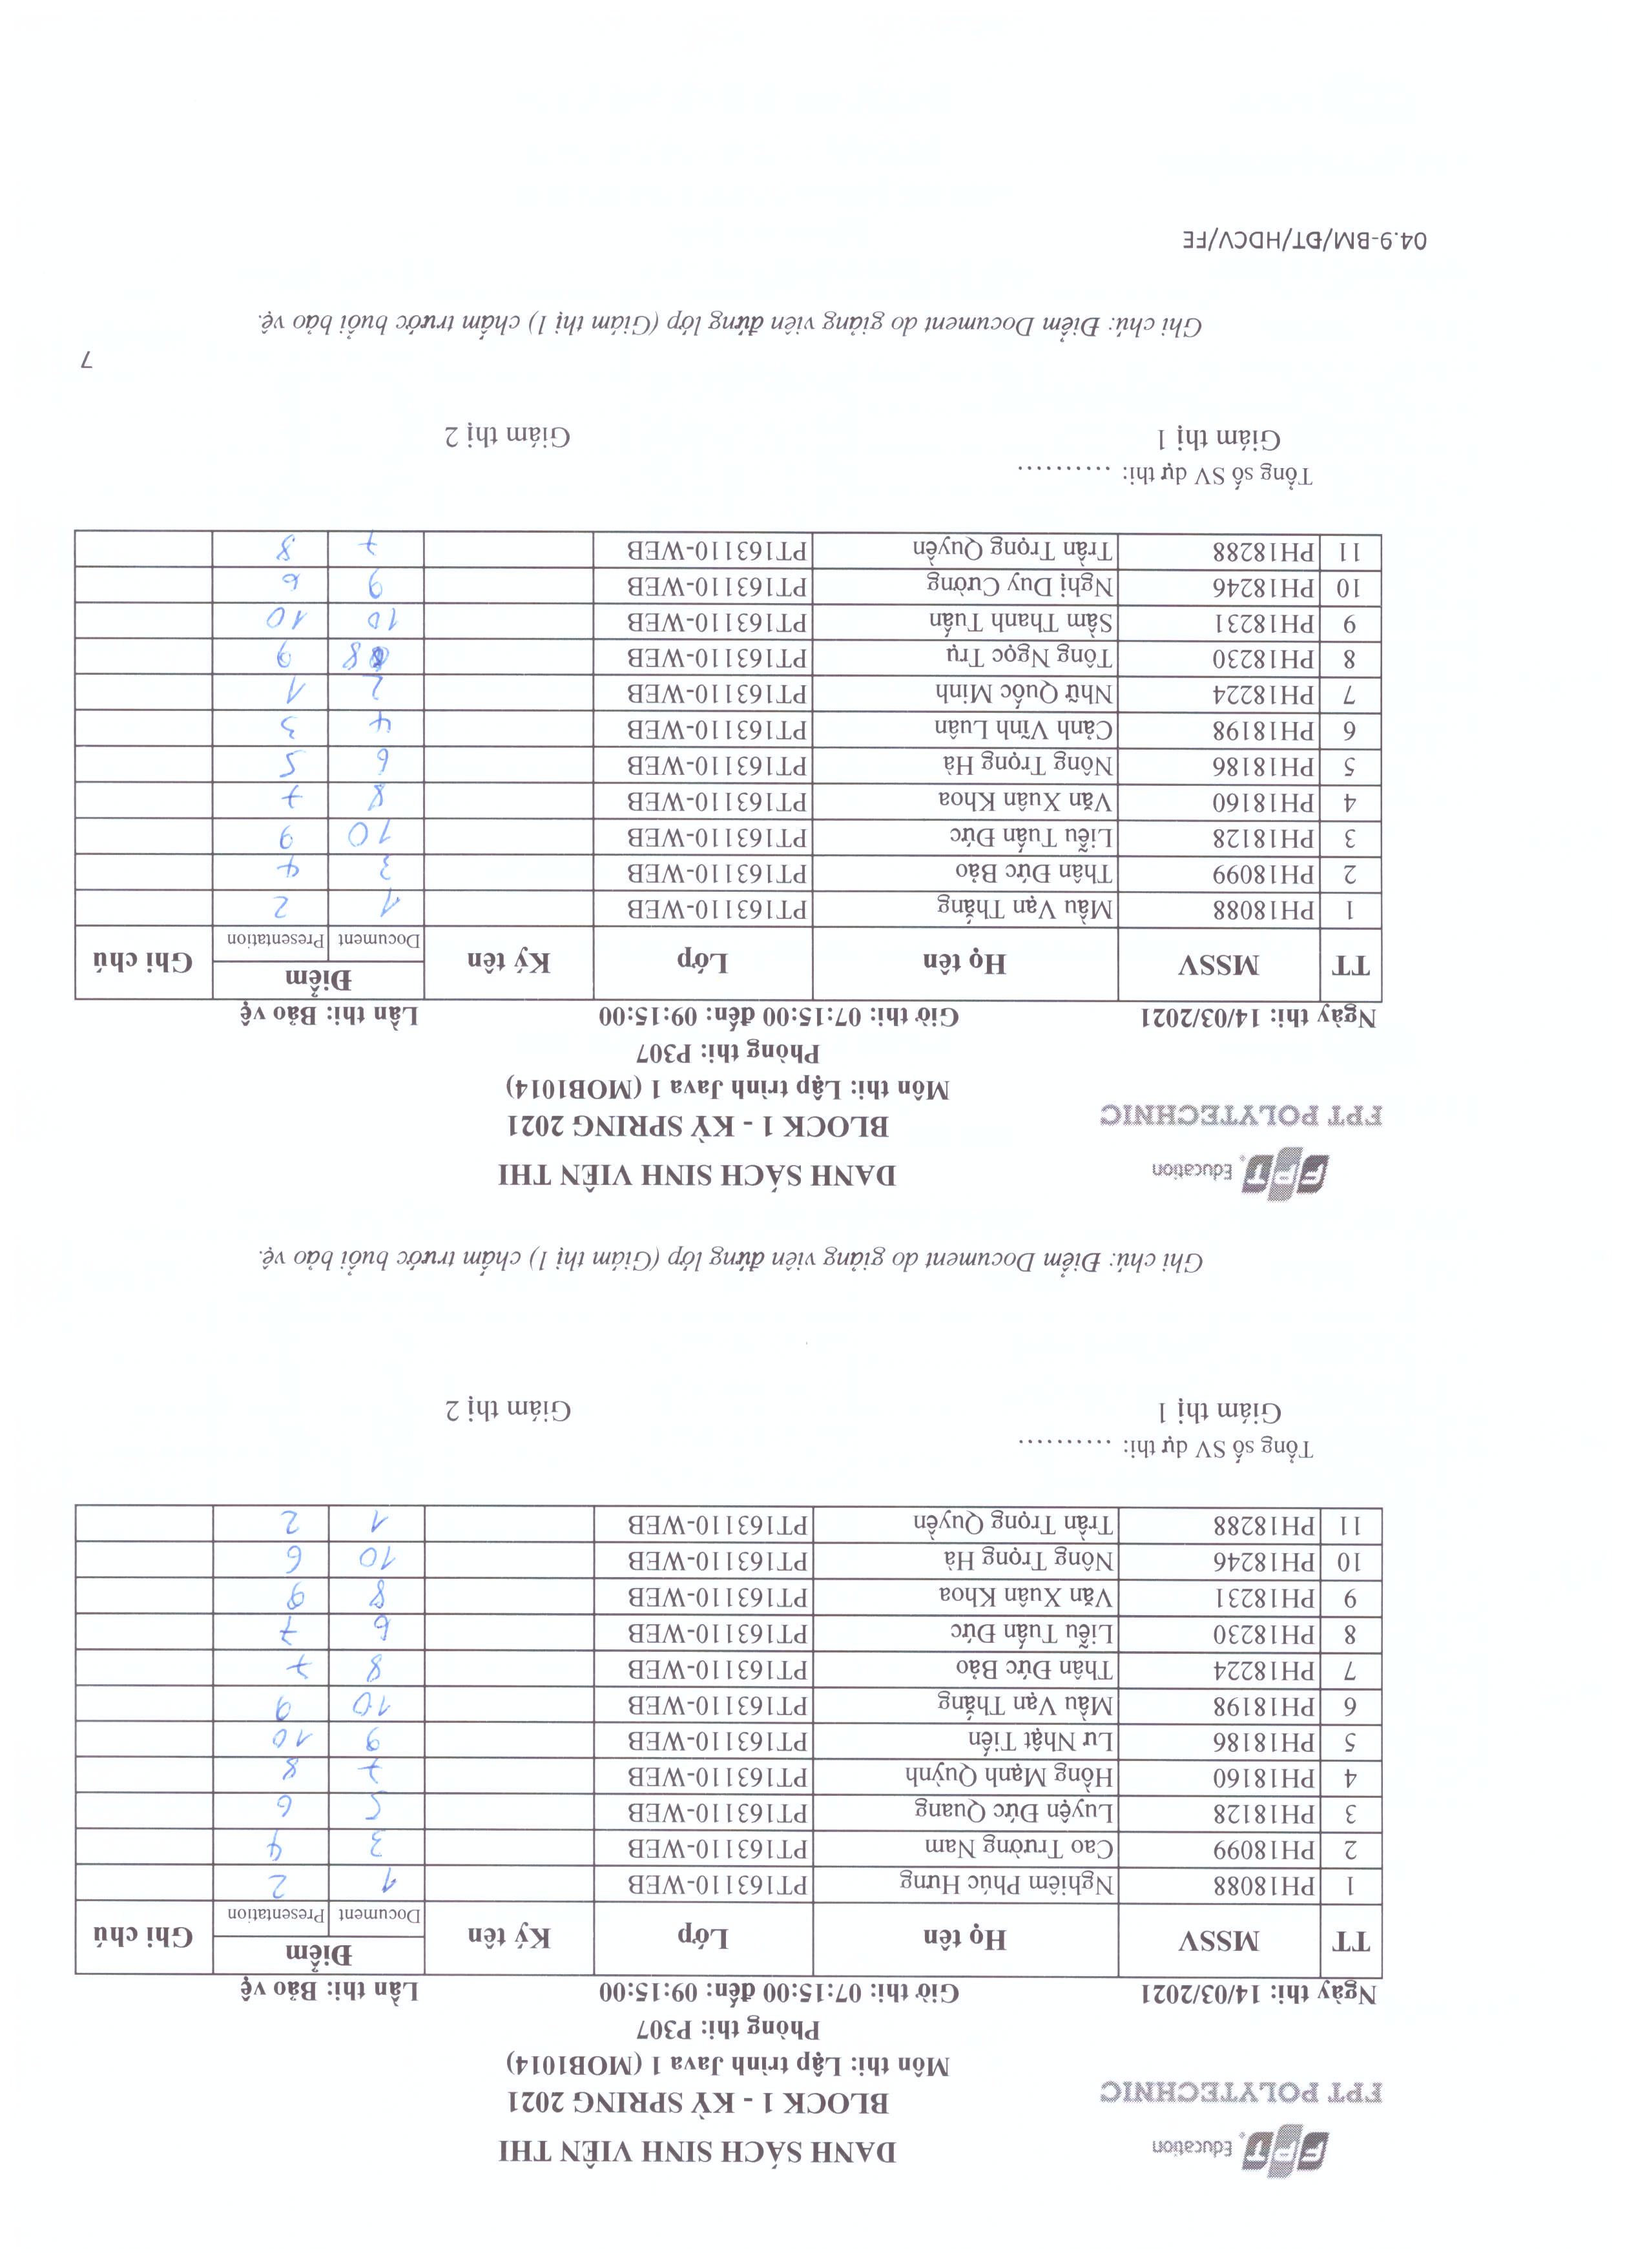 FPT Education
FPT POLYTECHNIC
DANH SÁCH SINH VIÊN THI
BLOCK 1 - KỲ SPRING 2021
Môn thi: Lập trình Java 1 (MOB1014)
Phòng thi: P307
Ngày thi: 14/03/2021 Giờ thi: 07:15:00 đến: 09:15:00 Lần thi: Bảo vệ
TT MSSV Họ tên Lớp Ký tên Điểm Ghi chú
Document Presentation
1 PH18088 Nghiêm Phúc Hưng PT163110-WEB 1 2
2 PH18099 Cao Trường Nam PT163110-WEB 3 4
3 PH18128 Luyện Đức Quang PT163110-WEB 5 6
4 PH18160 Hồng Mạnh Quỳnh PT163110-WEB 7 8
5 PH18186 Lư Nhật Tiến PT163110-WEB 9 10
6 PH18198 Mầu Vạn Thắng PT163110-WEB 10 9
7 PH18224 Thân Đức Bảo PT163110-WEB 8 7
8 PH18230 Liễu Tuấn Đức PT163110-WEB 6 7
9 PH18231 Văn Xuân Khoa PT163110-WEB 8 9
10 PH18246 Nông Trọng Hà PT163110-WEB 10 6
11 PH18288 Trần Trọng Quyền PT163110-WEB 1 2
Tổng số SV dự thi: ..........
Giám thị 1 Giám thị 2
Ghi chú: Điểm Document do giảng viên đứng lớp (Giám thị 1) chấm trước buổi bảo vệ.
FPT Education
FPT POLYTECHNIC
DANH SÁCH SINH VIÊN THI
BLOCK 1 - KỲ SPRING 2021
Môn thi: Lập trình Java 1 (MOB1014)
Phòng thi: P307
Ngày thi: 14/03/2021 Giờ thi: 07:15:00 đến: 09:15:00 Lần thi: Bảo vệ
TT MSSV Họ tên Lớp Ký tên Điểm Ghi chú
Document Presentation
1 PH18088 Mầu Vạn Thắng PT163110-WEB 1 2
2 PH18099 Thân Đức Bảo PT163110-WEB 3 4
3 PH18128 Liễu Tuấn Đức PT163110-WEB 10 9
4 PH18160 Văn Xuân Khoa PT163110-WEB 8 7
5 PH18186 Nông Trọng Hà PT163110-WEB 6 5
6 PH18198 Cảnh Vĩnh Luân PT163110-WEB 4 3
7 PH18224 Nhữ Quốc Minh PT163110-WEB 2 1
8 PH18230 Tông Ngọc Trụ PT163110-WEB 8 9
9 PH18231 Sầm Thanh Tuấn PT163110-WEB 10 10
10 PH18246 Nghị Duy Cường PT163110-WEB 9 6
11 PH18288 Trần Trọng Quyền PT163110-WEB 7 8
Tổng số SV dự thi: ..........
Giám thị 1 Giám thị 2
7
Ghi chú: Điểm Document do giảng viên đứng lớp (Giám thị 1) chấm trước buổi bảo vệ.
04.9-BM/ĐT/HDCV/FE